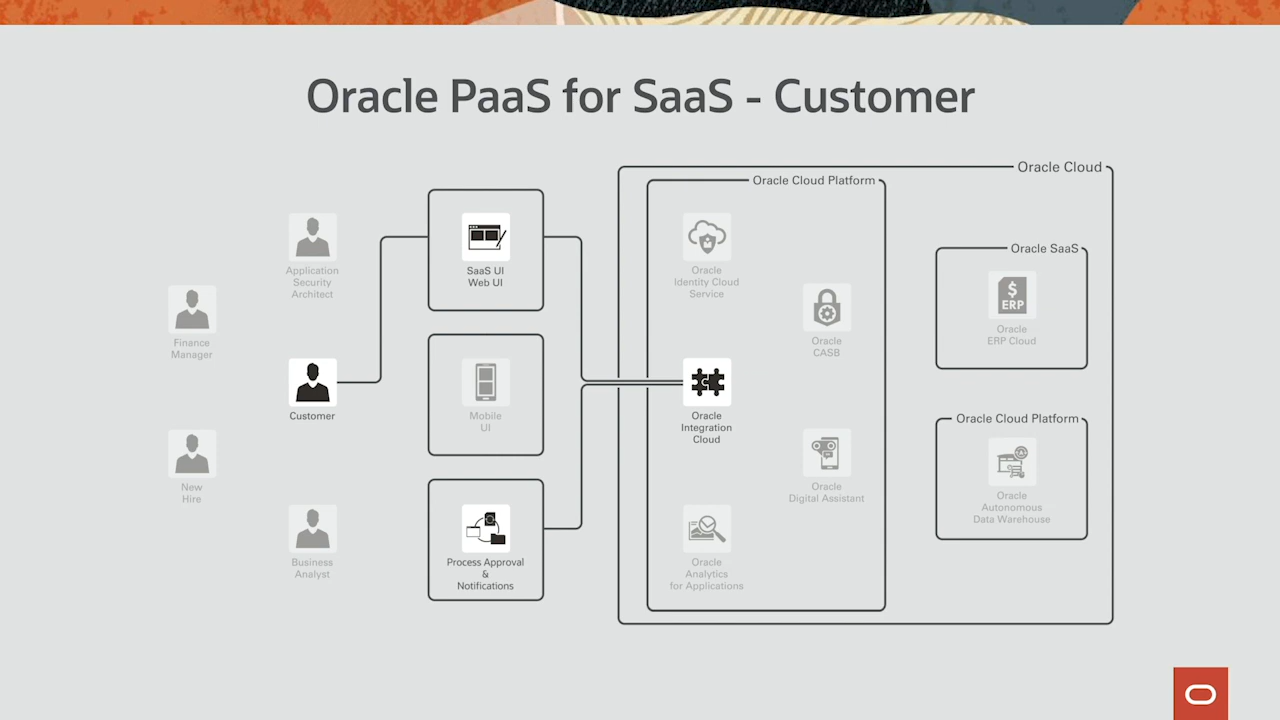 Oracle PaaS for SaaS - Customer
Oracle Cloud
Oracle Cloud Platform
Application
Security
Architect
Finance
Manager
Customer
New
Hire
Business
Analyst
SaaS UI
Web UI
Mobile
UI
Process Approval
&
Notifications
Oracle
Identity Cloud
Service
Oracle
CASB
Oracle
Integration
Cloud
Oracle
Digital Assistant
Oracle
Analytics
for Applications
Oracle SaaS
$
ERP
Oracle
ERP Cloud
Oracle Cloud Platform
Oracle
Autonomous
Data Warehouse